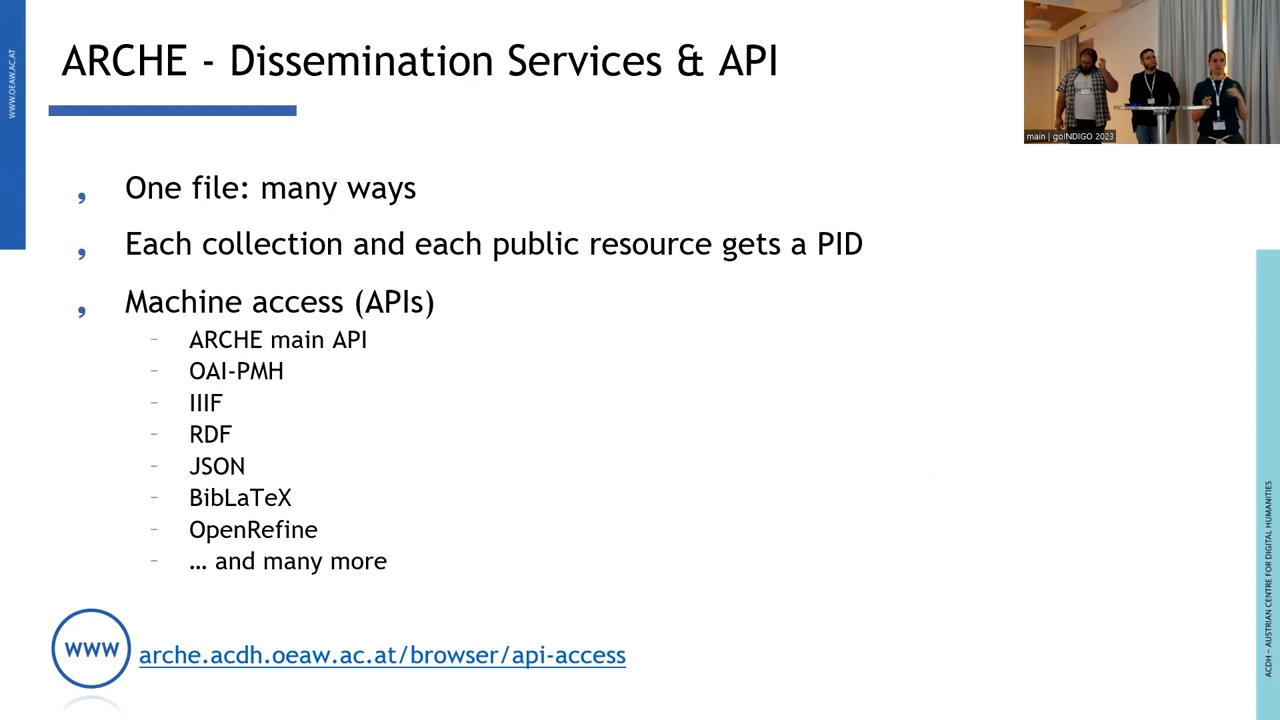 ARCHE - Dissemination Services & API
WWW.OEAW.AC.AT
main | goINDIGO 2023
, One file: many ways
, Each collection and each public resource gets a PID
, Machine access (APIs)
- ARCHE main API
- OAI-PMH
- IIIF
- RDF
- JSON
- BibLaTeX
- OpenRefine
- … and many more
www
arche.acdh.oeaw.ac.at/browser/api-access
ACDH – AUSTRIAN CENTRE FOR DIGITAL HUMANITIES